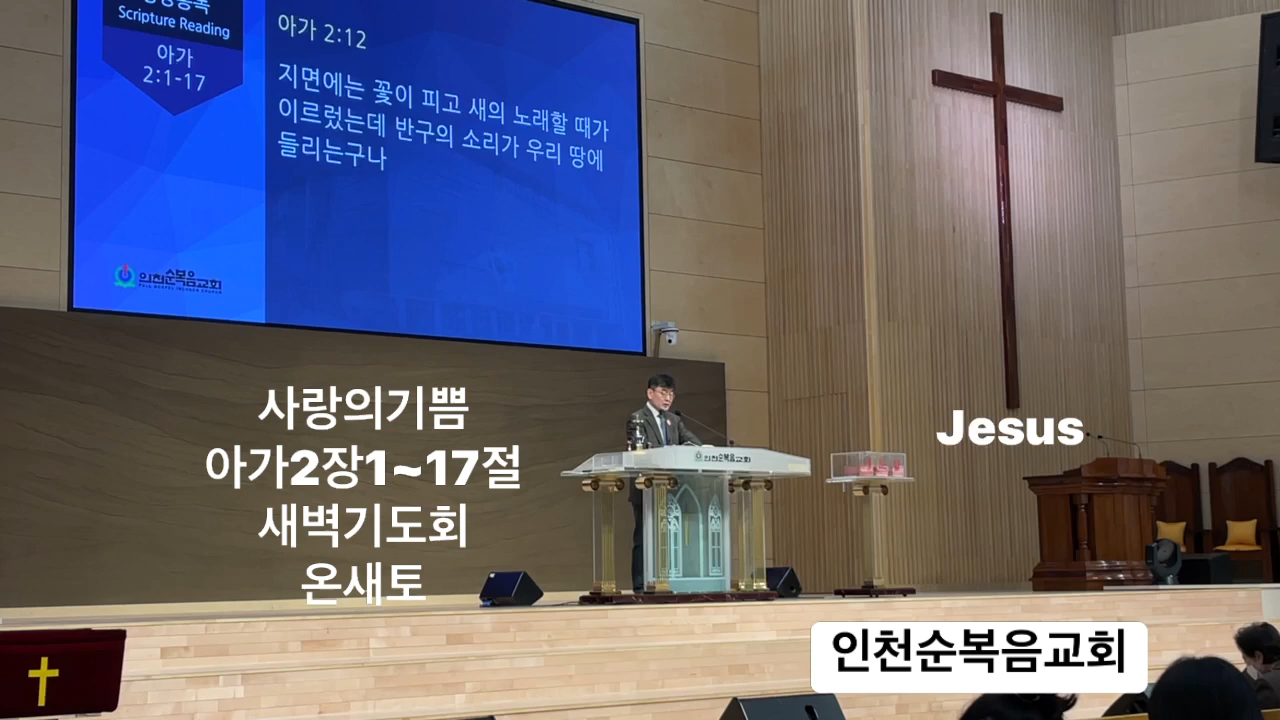 Scripture Reading
아가
2:1-17
아가 2:12
지면에는 꽃이 피고 새의 노래할 때가
이르렀는데 반구의 소리가 우리 땅에
들리는구나
인천순복음교회
FULL GOSPEL INCHEON CHURCH
사랑의기쁨
아가2장1~17절
새벽기도회
온새토
인천순복음교회
Jesus
인천순복음교회